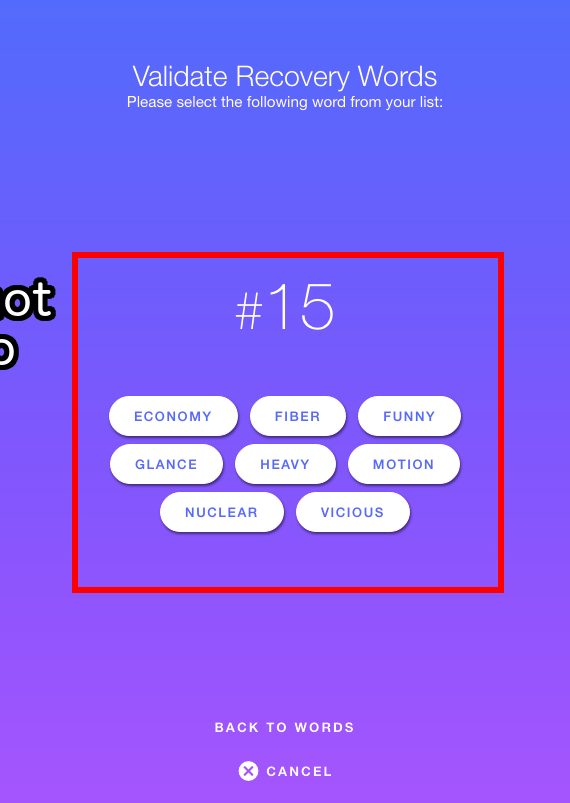 Validate Recovery Words
Please select the following word from your list:
#15
ECONOMY FIBER FUNNY
GLANCE HEAVY MOTION
NUCLEAR VICIOUS
BACK TO WORDS
CANCEL